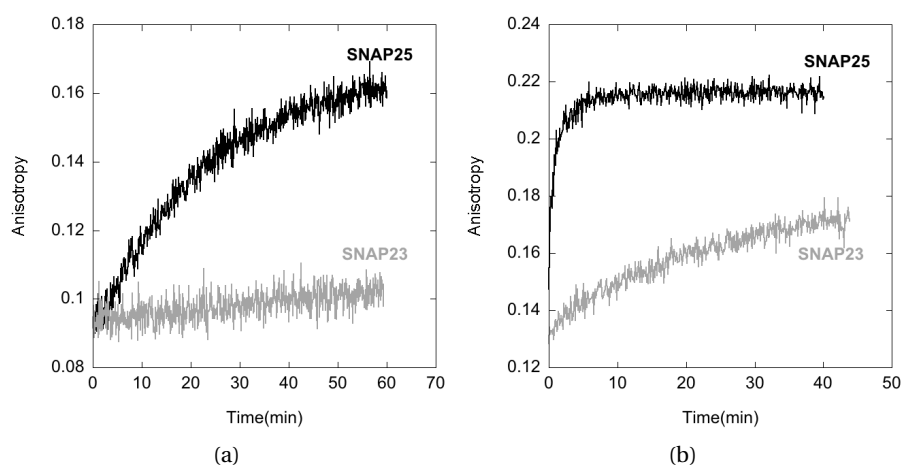 0.18
0.16
0.14
0.12
0.1
0.08
Anisotropy
SNAP25
SNAP23
0 10 20 30 40 50 60 70
Time(min)
(a)
0.24
0.22
0.2
0.18
0.16
0.14
0.12
Anisotropy
SNAP25
SNAP23
0 10 20 30 40 50
Time(min)
(b)